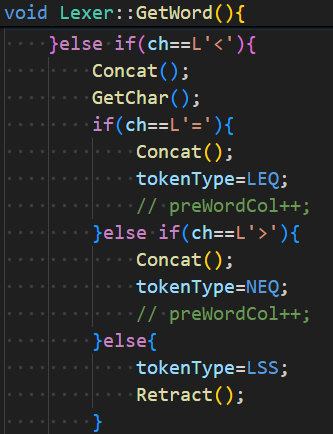 void Lexer::GetWord(){
    }else if(ch==L'<'){
        Concat();
        GetChar();
        if(ch==L'='){
            Concat();
            tokenType=LEQ;
            // preWordCol++;
        }else if(ch==L'>'){
            Concat();
            tokenType=NEQ;
            // preWordCol++;
        }else{
            tokenType=LSS;
            Retract();
        }